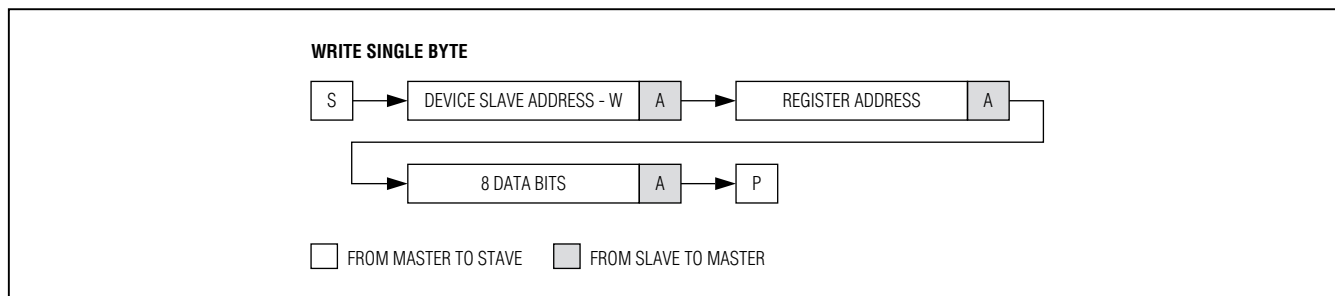 WRITE SINGLE BYTE
S DEVICE SLAVE ADDRESS - W A REGISTER ADDRESS A
8 DATA BITS A P
FROM MASTER TO STAVE FROM SLAVE TO MASTER